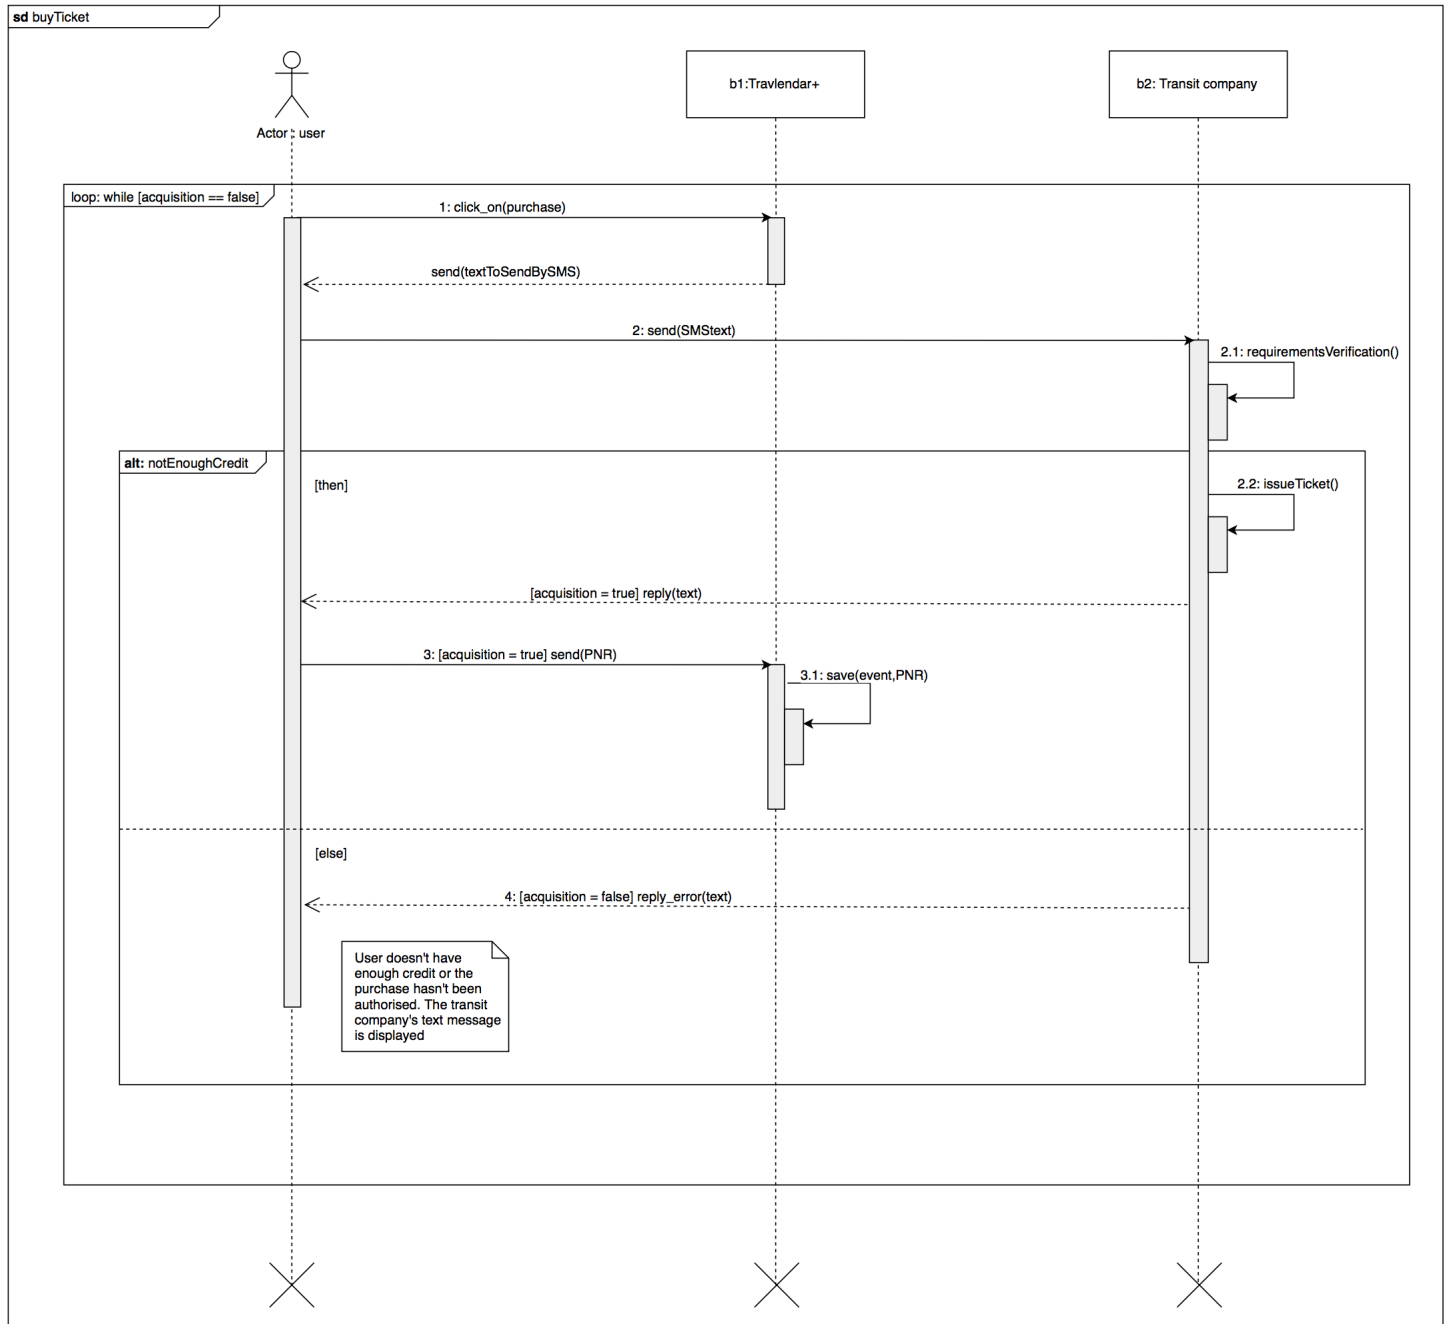 sd buyTicket
Actor : user
b1:Travlendar+
b2: Transit company
loop: while [acquisition == false]
1: click_on(purchase)
send(textToSendBySMS)
2: send(SMStext)
2.1: requirementsVerification()
alt: notEnoughCredit
[then]
2.2: issueTicket()
[acquisition = true] reply(text)
3: [acquisition = true] send(PNR)
3.1: save(event,PNR)
[else]
4: [acquisition = false] reply_error(text)
User doesn't have
enough credit or the
purchase hasn't been
authorised. The transit
company's text message
is displayed